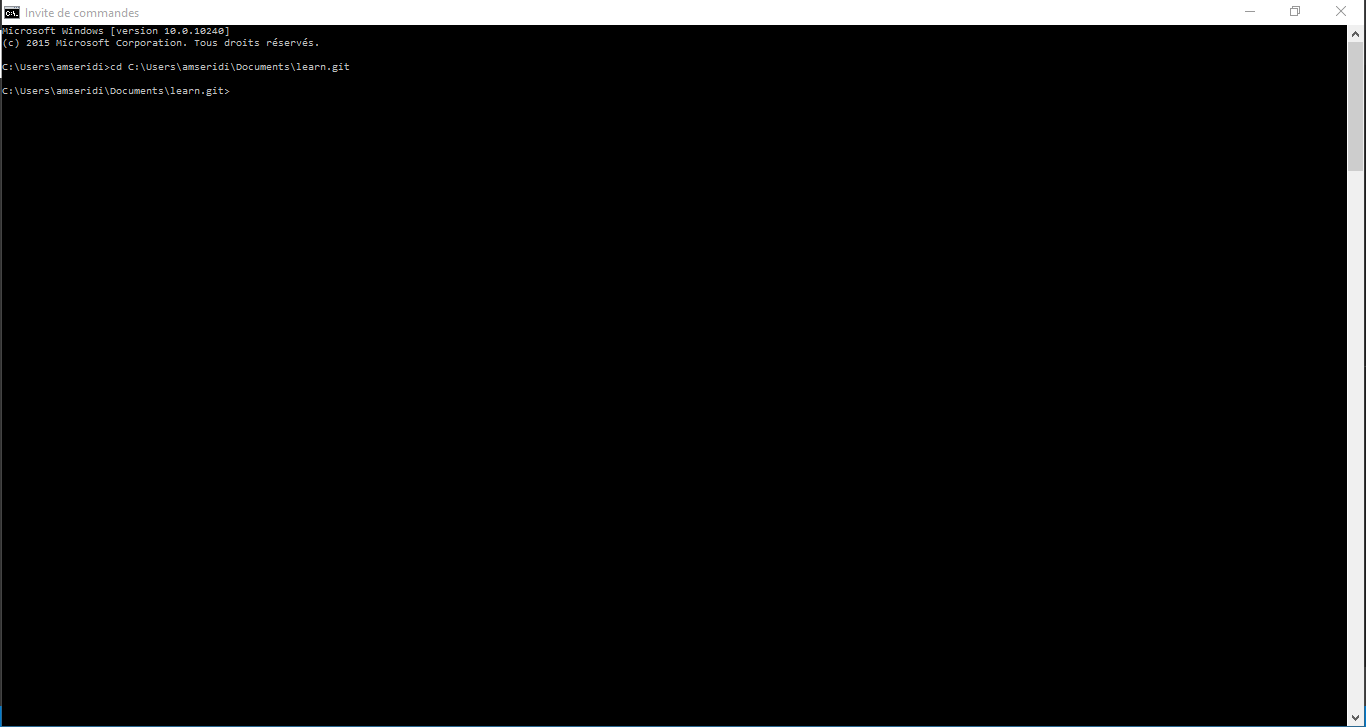 Invite de commandes
Microsoft Windows [version 10.0.10240]
(c) 2015 Microsoft Corporation. Tous droits réservés.
C:\Users\amseridi>cd C:\Users\amseridi\Documents\learn.git
C:\Users\amseridi\Documents\learn.git>